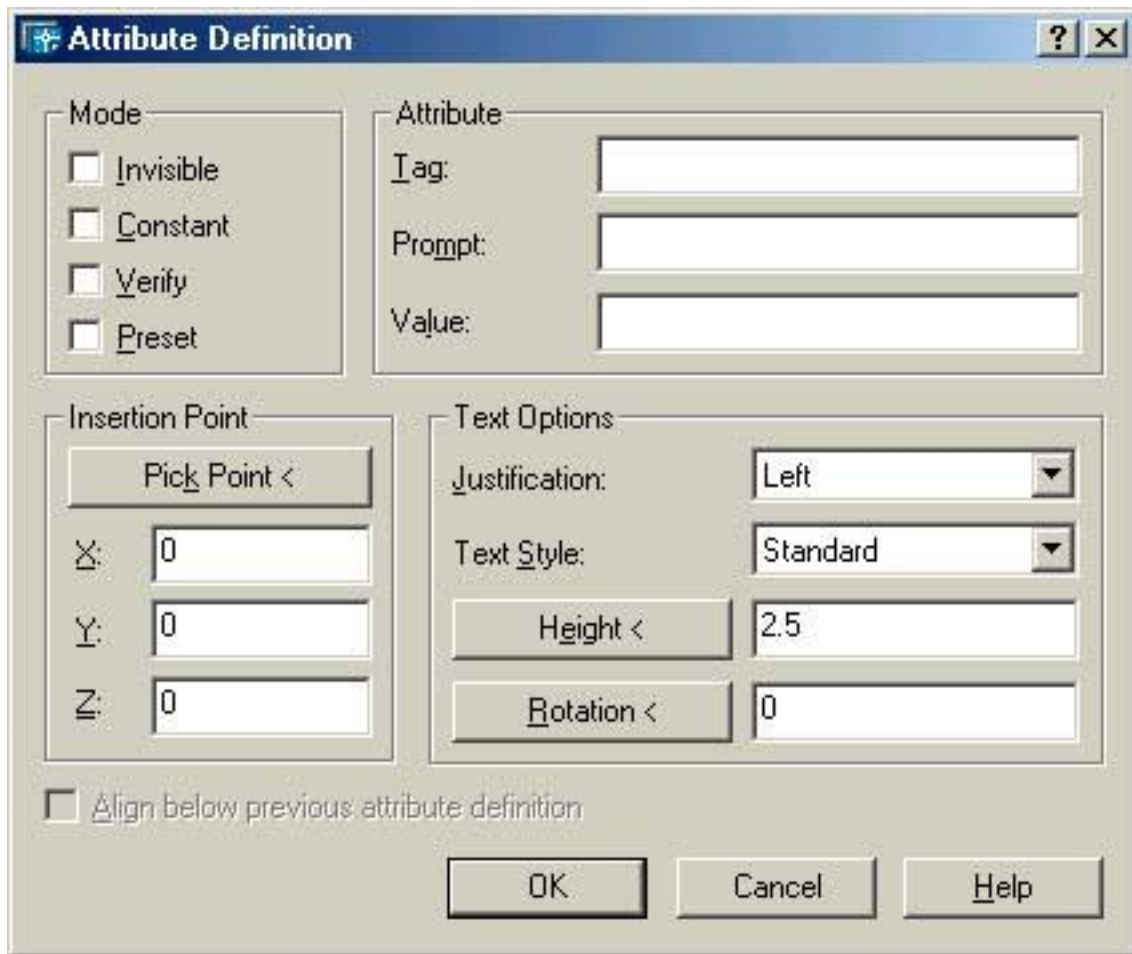 Attribute Definition
Mode
Invisible
Constant
Verify
Preset
Attribute
Tag:
Prompt:
Value:
Insertion Point
Pick Point <
X: 0
Y: 0
Z: 0
Text Options
Justification: Left
Text Style: Standard
Height < 2.5
Rotation < 0
Align below previous attribute definition
OK Cancel Help